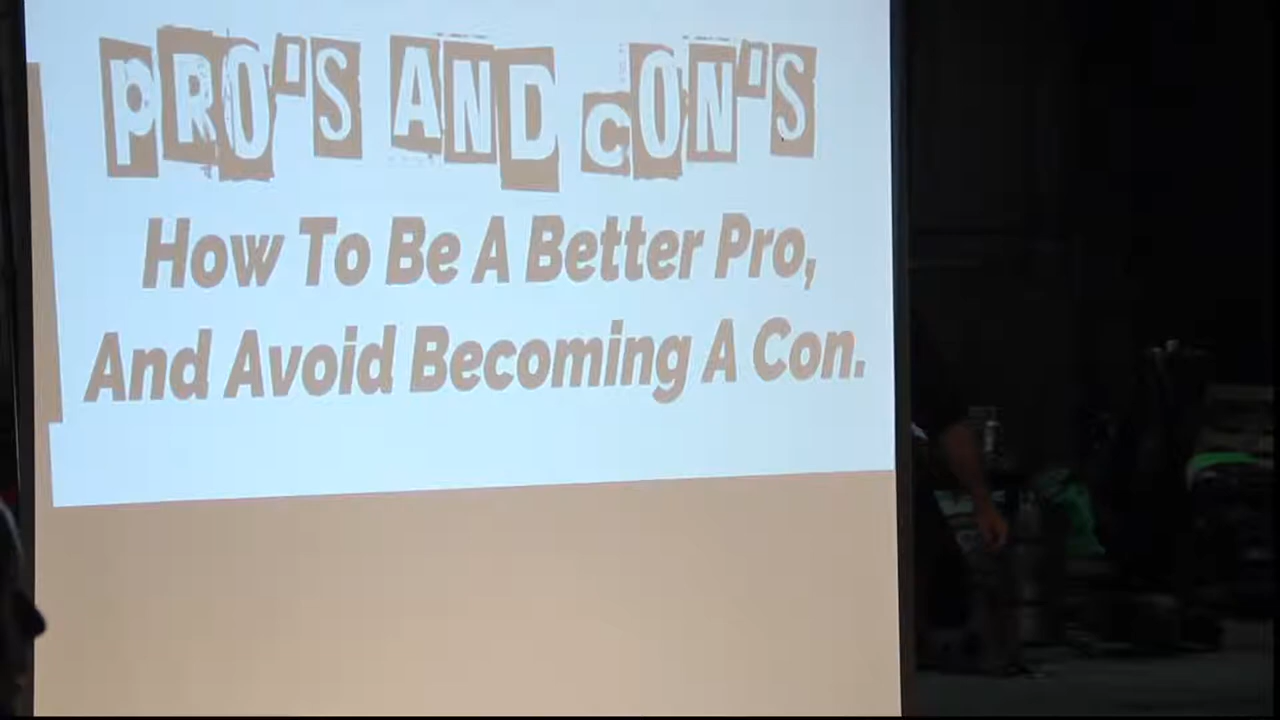 PRO'S AND CON'S
How To Be A Better Pro,
And Avoid Becoming A Con.